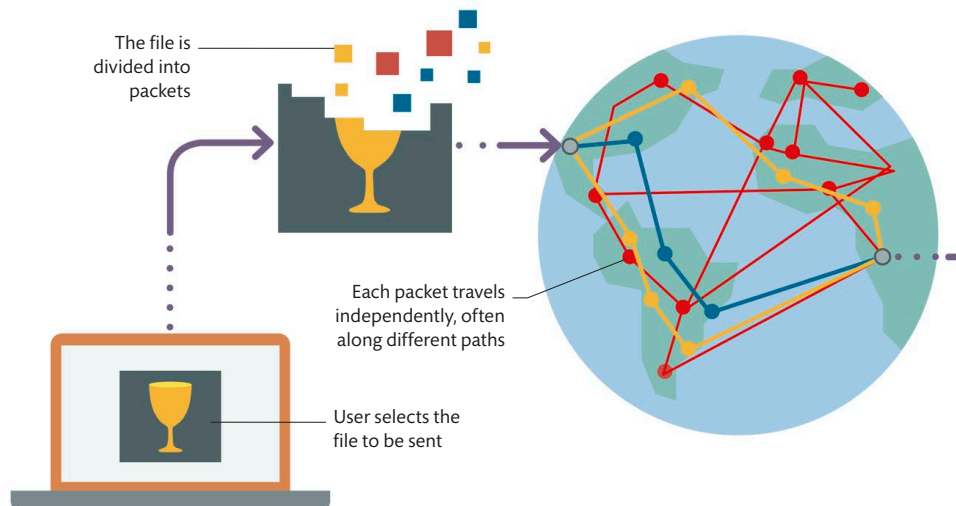 The file is
divided into
packets
Each packet travels
independently, often
along different paths
User selects the
file to be sent